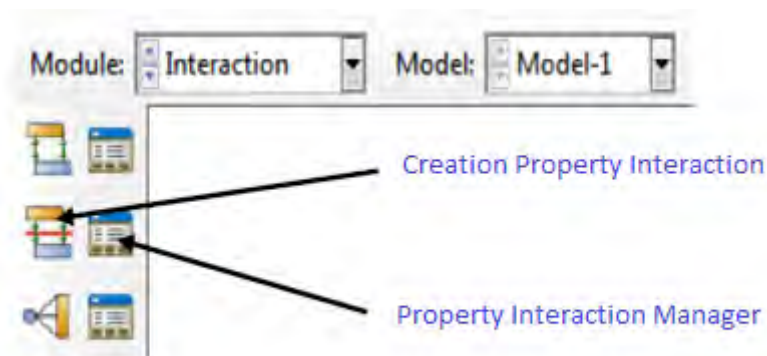 Module: Interaction Model: Model-1
Creation Property Interaction
Property Interaction Manager